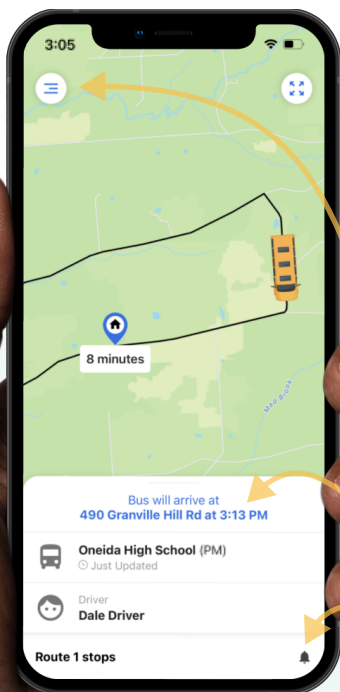 3:05
8 minutes
Mad Brook
Bus will arrive at
490 Granville Hill Rd at 3:13 PM
Oneida High School (PM)
Just Updated
Driver
Dale Driver
Route 1 stops